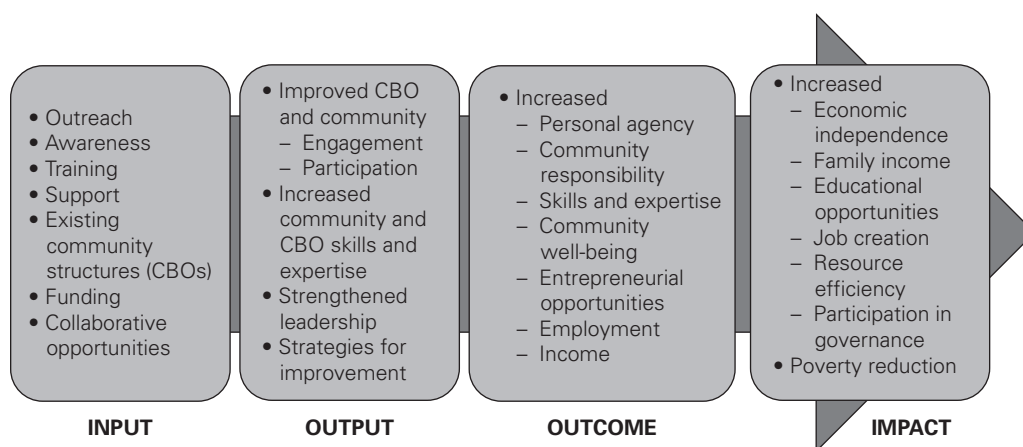 • Outreach
• Awareness
• Training
• Support
• Existing
community
structures (CBOs)
• Funding
• Collaborative
opportunities
INPUT
• Improved CBO
and community
– Engagement
– Participation
• Increased
community and
CBO skills and
expertise
• Strengthened
leadership
• Strategies for
improvement
OUTPUT
• Increased
– Personal agency
– Community
responsibility
– Skills and expertise
– Community
well-being
– Entrepreneurial
opportunities
– Employment
– Income
OUTCOME
• Increased
– Economic
independence
– Family income
– Educational
opportunities
– Job creation
– Resource
efficiency
– Participation in
governance
• Poverty reduction
IMPACT